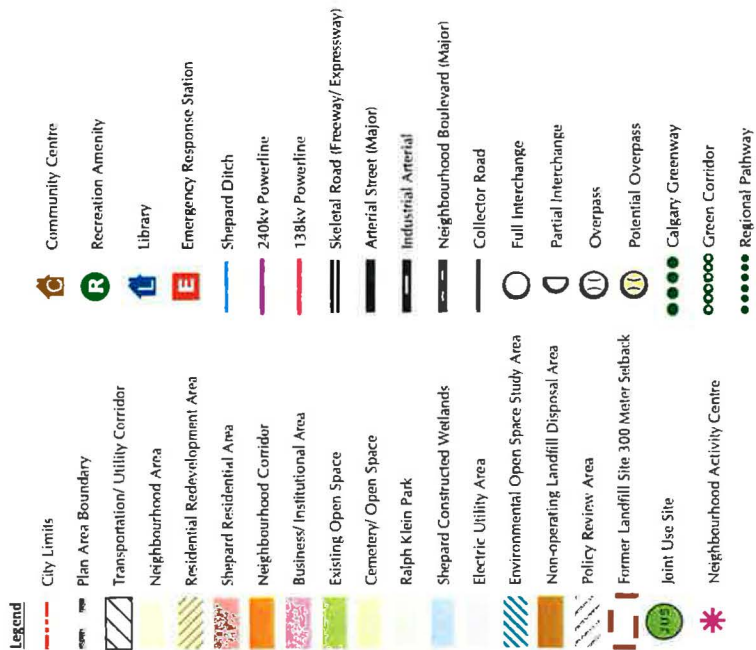 Legend
City Limits
Plan Area Boundary
Transportation/ Utility Corridor
Neighbourhood Area
Residential Redevelopment Area
Shepard Residential Area
Neighbourhood Corridor
Business/ Institutional Area
Existing Open Space
Cemetery/ Open Space
Ralph Klein Park
Shepard Constructed Wetlands
Electric Utility Area
Environmental Open Space Study Area
Non-operating Landfill Disposal Area
Policy Review Area
Former Landfill Site 300 Meter Setback
JUS Joint Use Site
Neighbourhood Activity Centre
C Community Centre
R Recreation Amenity
L Library
E Emergency Response Station
Shepard Ditch
240kv Powerline
138kv Powerline
Skeletal Road (Freeway/ Expressway)
Arterial Street (Major)
Industrial Arterial
Neighbourhood Boulevard (Major)
Collector Road
Full Interchange
Partial Interchange
Overpass
Potential Overpass
Calgary Greenway
Green Corridor
Regional Pathway